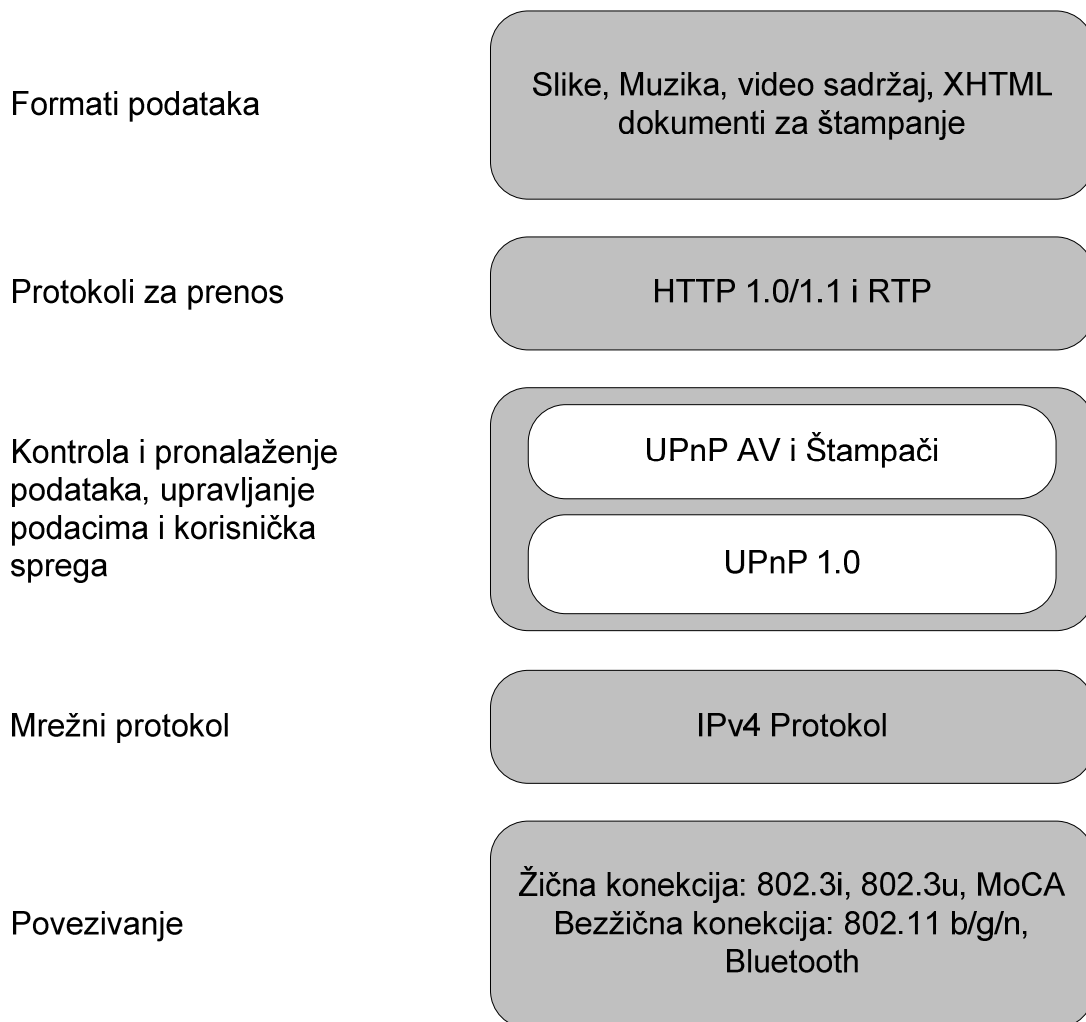 Formati podataka
Slike, Muzika, video sadržaj, XHTML
dokumenti za štampanje
Protokoli za prenos
HTTP 1.0/1.1 i RTP
Kontrola i pronalaženje
podataka, upravljanje
podacima i korisnička
sprega
UPnP AV i Štampači
UPnP 1.0
Mrežni protokol
IPv4 Protokol
Povezivanje
Žična konekcija: 802.3i, 802.3u, MoCA
Bezžična konekcija: 802.11 b/g/n,
Bluetooth